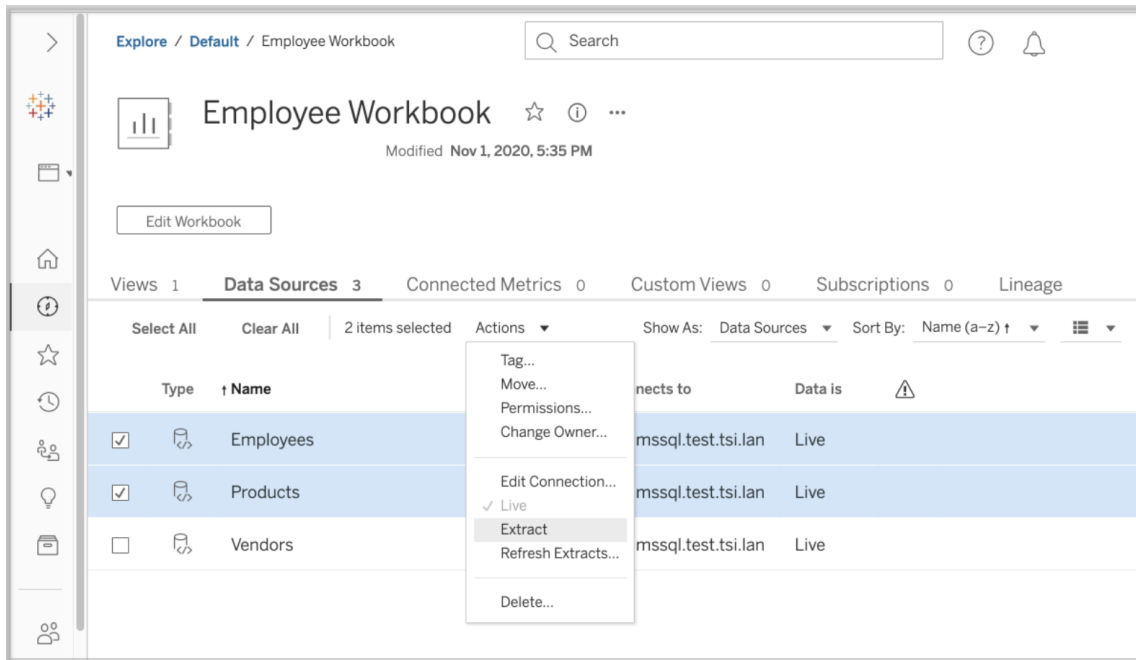 Explore / Default / Employee Workbook
Search
Employee Workbook
Modified Nov 1, 2020, 5:35 PM
Edit Workbook
Views 1 Data Sources 3 Connected Metrics 0 Custom Views 0 Subscriptions 0 Lineage
Select All Clear All 2 items selected Actions Show As: Data Sources Sort By: Name (a–z) ↑
Type ↑ Name nects to Data is
Employees mssql.test.tsi.lan Live
Products mssql.test.tsi.lan Live
Vendors mssql.test.tsi.lan Live
Tag...
Move...
Permissions...
Change Owner...
Edit Connection...
✓ Live
Extract
Refresh Extracts...
Delete...